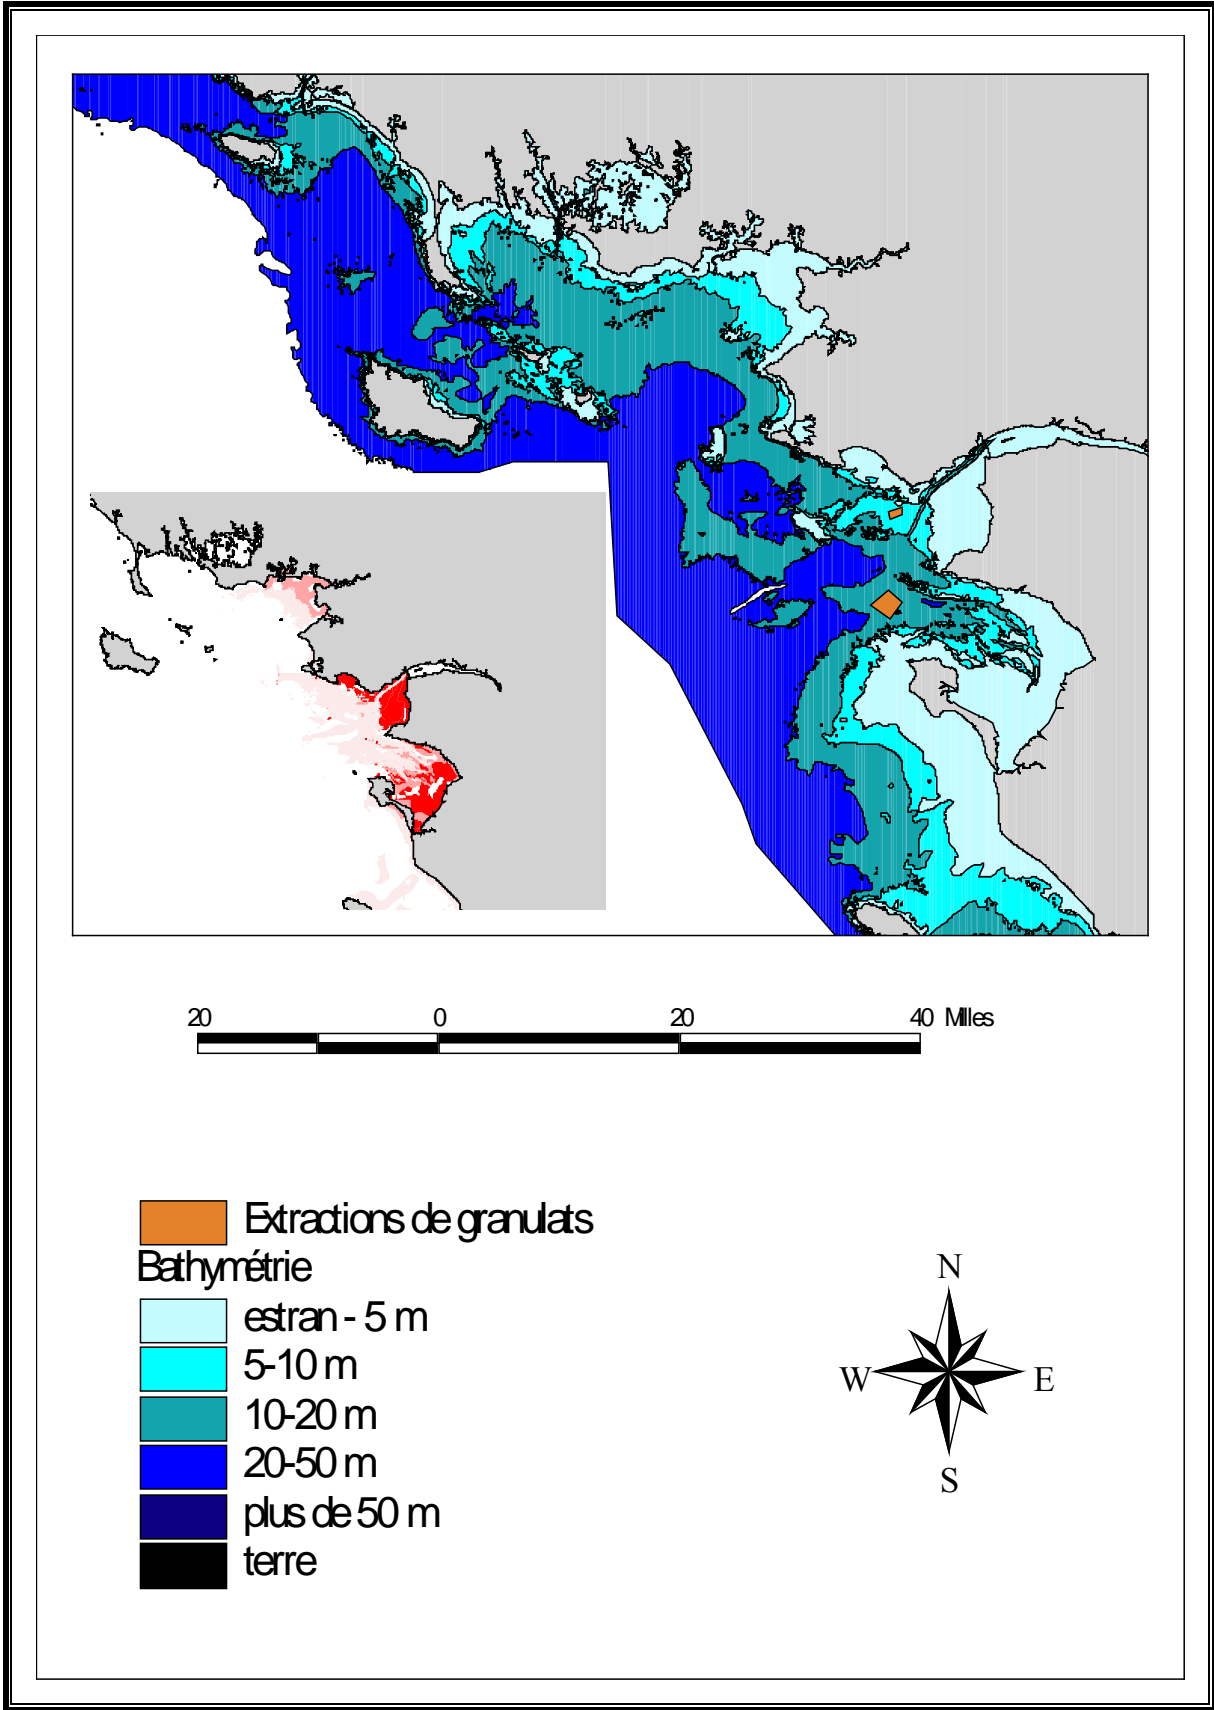 20 0 20 40 Milles
Extractions de granulats
Bathymétrie
estran - 5 m
5-10 m
10-20 m
20-50 m
plus de 50 m
terre
N
W E
S